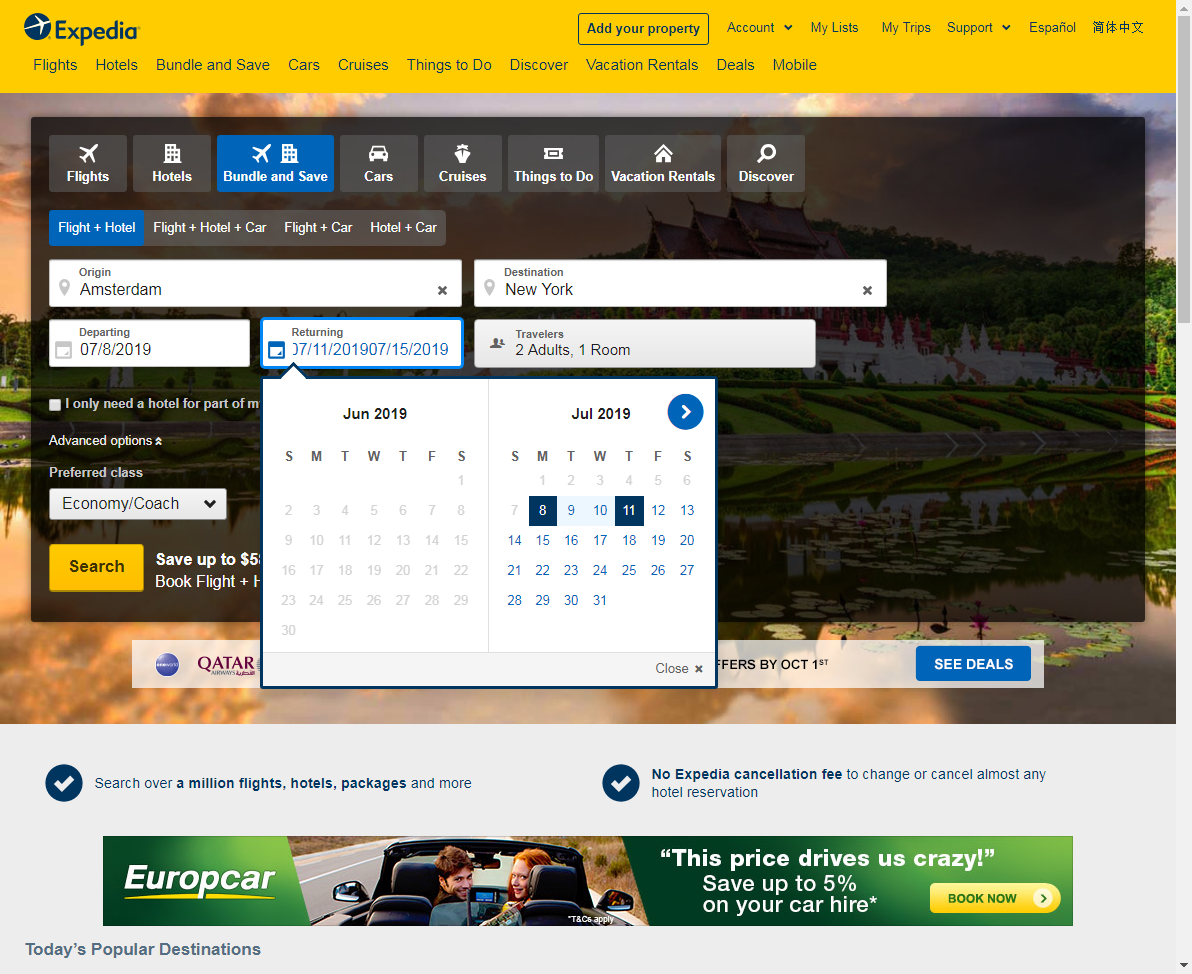 Expedia
Add your property
Account
My Lists
My Trips
Support
Español
简体中文
Flights
Hotels
Bundle and Save
Cars
Cruises
Things to Do
Discover
Vacation Rentals
Deals
Mobile
Flights
Hotels
Bundle and Save
Cars
Cruises
Things to Do
Vacation Rentals
Discover
Flight + Hotel
Flight + Hotel + Car
Flight + Car
Hotel + Car
Origin
Amsterdam
Destination
New York
Departing
07/8/2019
Returning
07/11/201907/15/2019
Travelers
2 Adults, 1 Room
I only need a hotel for part of
Advanced options
Preferred class
Economy/Coach
Search
Save up to $5
Book Flight +
Jun 2019
S M T W T F S
1
2 3 4 5 6 7 8
9 10 11 12 13 14 15
16 17 18 19 20 21 22
23 24 25 26 27 28 29
30
Jul 2019
S M T W T F S
1 2 3 4 5 6
7 8 9 10 11 12 13
14 15 16 17 18 19 20
21 22 23 24 25 26 27
28 29 30 31
Close
oneworld
QATAR
AIRWAYS القطرية
FFERS BY OCT 1ST
SEE DEALS
Search over a million flights, hotels, packages and more
No Expedia cancellation fee to change or cancel almost any
hotel reservation
Europcar
*T&Cs apply
“This price drives us crazy!”
Save up to 5%
on your car hire*
BOOK NOW
Today’s Popular Destinations